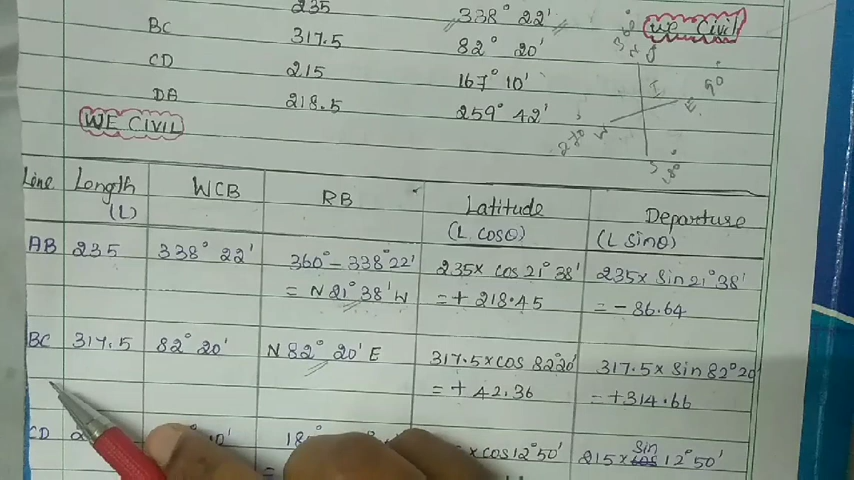 235 338° 22'
WE CIVIL
BC 317.5 82° 20'
CD 215 167° 10'
DA 218.5 259° 42'
WE CIVIL
90
E
W
270
S
180
Line Length (L) WCB RB Latitude (L cosθ) Departure (L sinθ)
AB 235 338° 22' 360° - 338° 22' 235 x cos 21° 38' 235 x sin 21° 38'
= N 21° 38' W = + 218.45 = - 86.64
BC 317.5 82° 20' N 82° 20' E 317.5 x cos 82° 20' 317.5 x sin 82° 20'
= + 42.36 = + 314.66
CD x cos 12° 50' 215 x sin 12° 50'